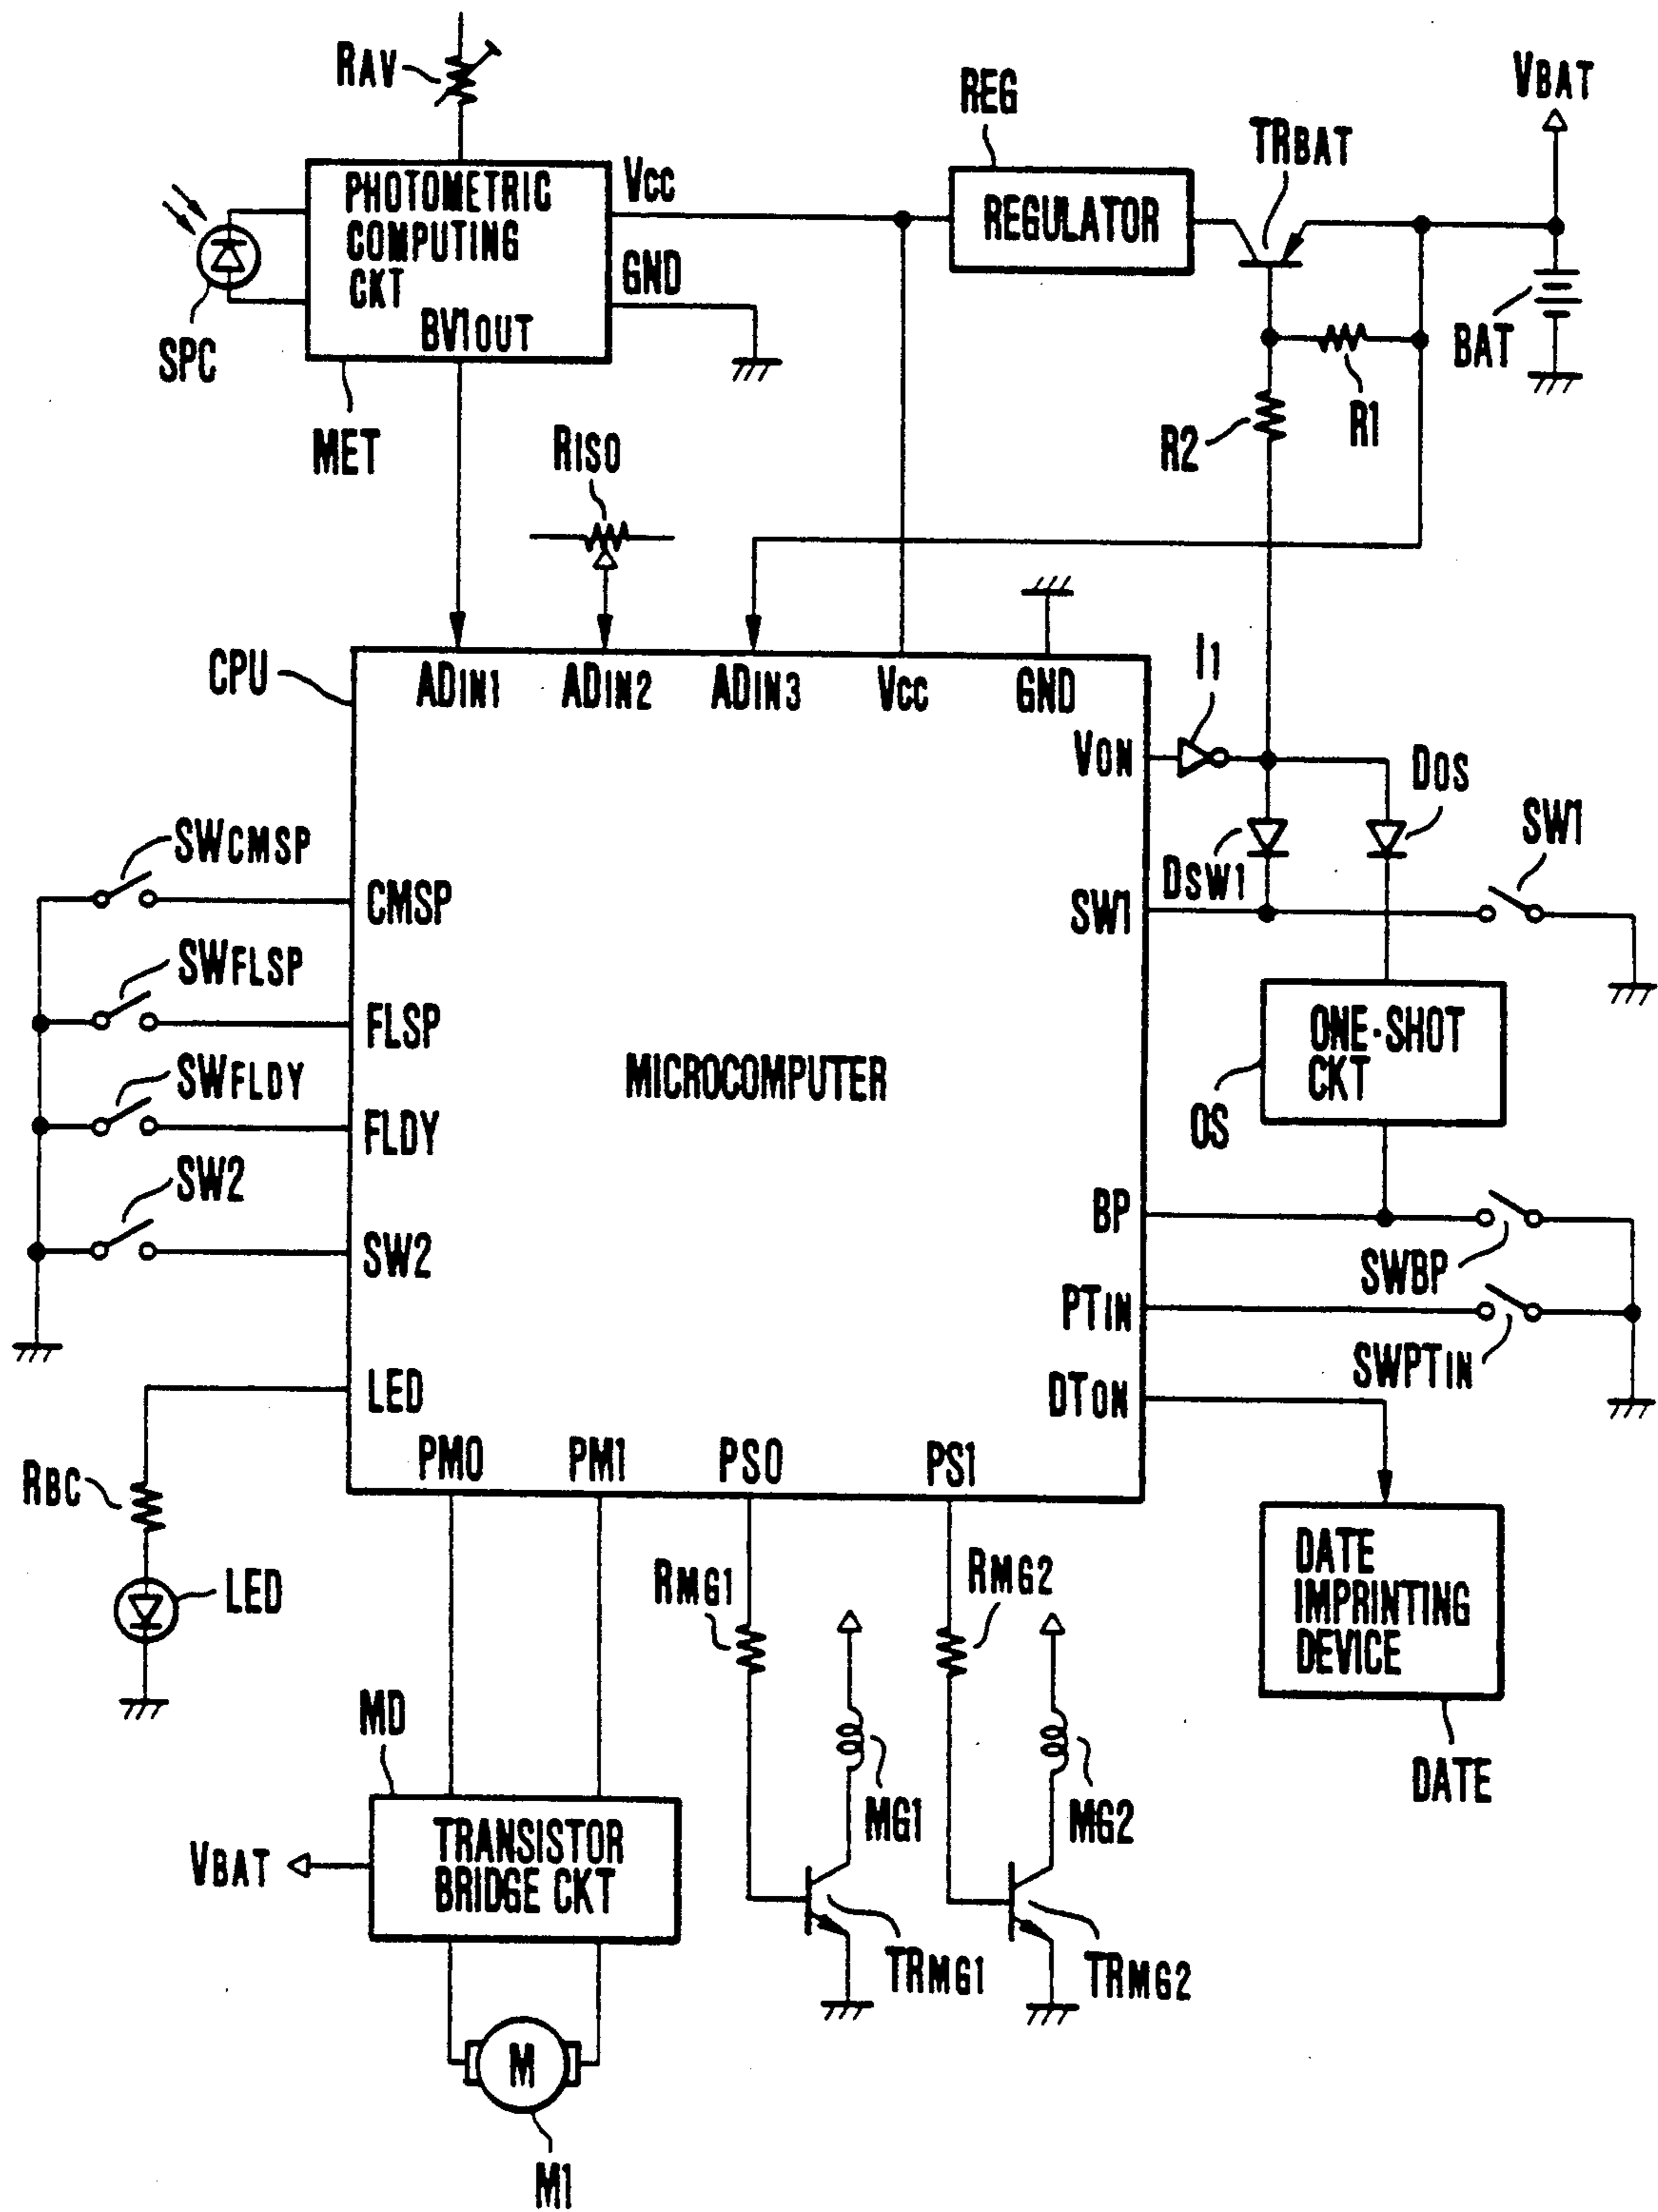 RAV
REG
VBAT
TRBAT
PHOTOMETRIC
COMPUTING
CKT
VCC
GND
BV1OUT
REGULATOR
SPC
MET
BAT
R1
R2
RISO
CPU
ADIN1
ADIN2
ADIN3
VCC
GND
I1
VON
DOS
SWCMSP
CMSP
DSW1
SW1
SW1
SWFLSP
FLSP
ONE-SHOT
CKT
SWFLDY
MICROCOMPUTER
FLDY
OS
SW2
SW2
BP
SWBP
PTIN
SWPTIN
LED
DTON
PM0
PM1
PS0
PS1
RBC
LED
RMG1
RMG2
DATE
IMPRINTING
DEVICE
MD
DATE
MG1
MG2
VBAT
TRANSISTOR
BRIDGE CKT
TRMG1
TRMG2
M
M1